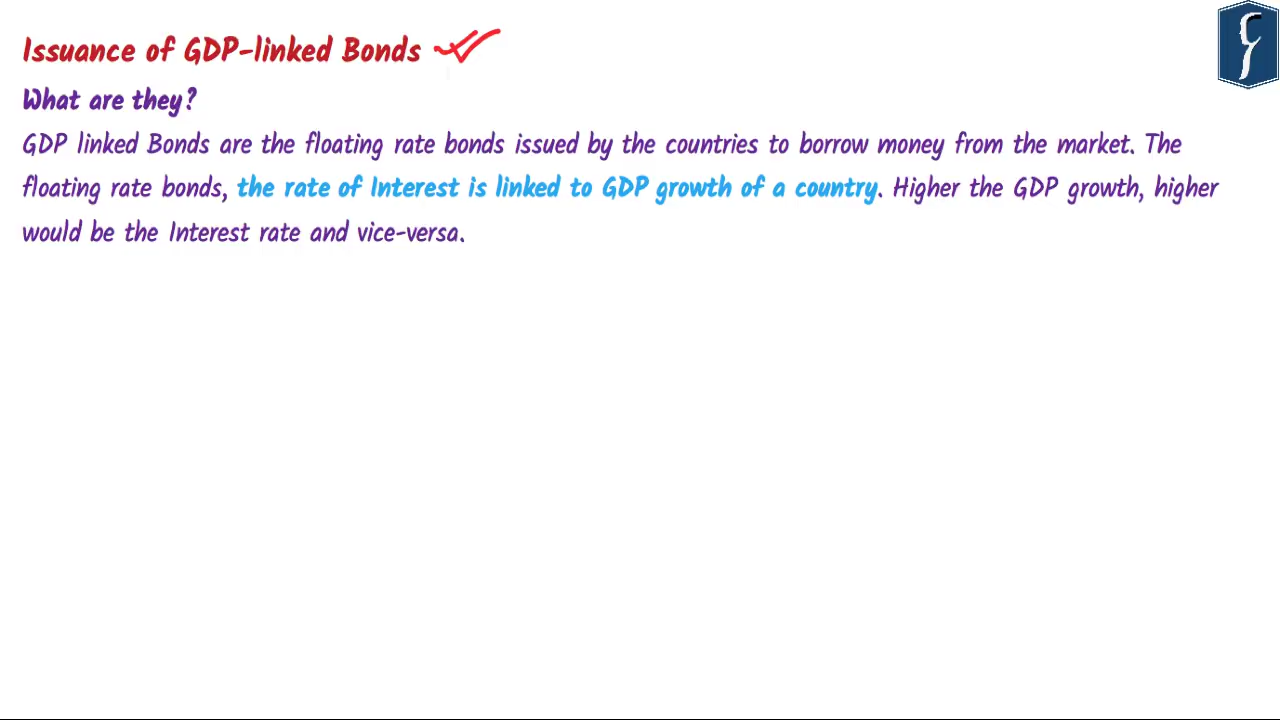 Issuance of GDP-linked Bonds
What are they?
GDP linked Bonds are the floating rate bonds issued by the countries to borrow money from the market. The
floating rate bonds, the rate of Interest is linked to GDP growth of a country. Higher the GDP growth, higher
would be the Interest rate and vice-versa.